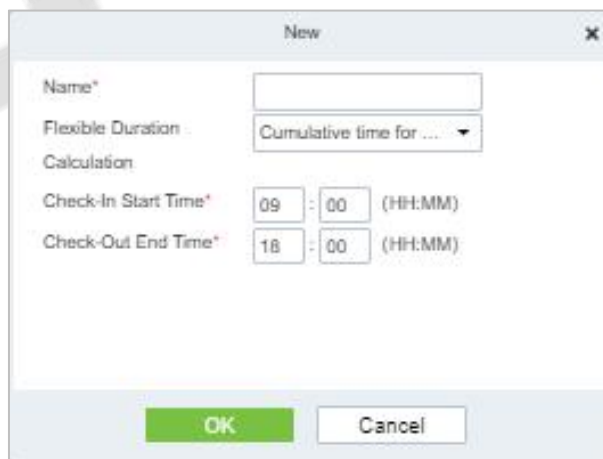 New
Name*
Flexible Duration Calculation
Cumulative time for ...
Check-In Start Time* 09 : 00 (HH:MM)
Check-Out End Time* 18 : 00 (HH:MM)
OK Cancel